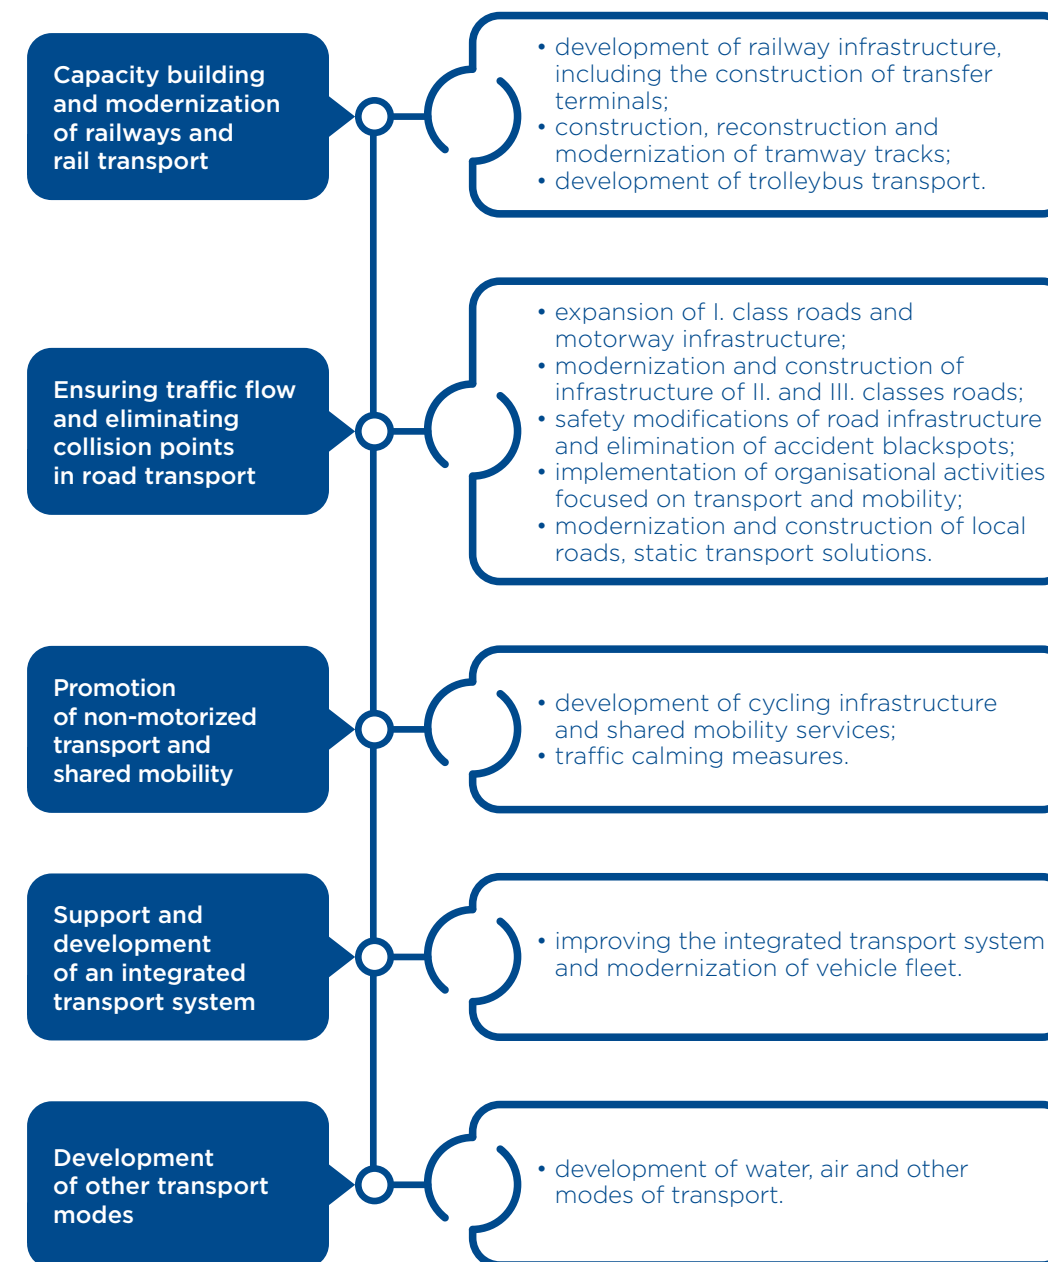 Capacity building
and modernization
of railways and
rail transport
• development of railway infrastructure,
including the construction of transfer
terminals;
• construction, reconstruction and
modernization of tramway tracks;
• development of trolleybus transport.
Ensuring traffic flow
and eliminating
collision points
in road transport
• expansion of I. class roads and
motorway infrastructure;
• modernization and construction of
infrastructure of II. and III. classes roads;
• safety modifications of road infrastructure
and elimination of accident blackspots;
• implementation of organisational activities
focused on transport and mobility;
• modernization and construction of local
roads, static transport solutions.
Promotion
of non-motorized
transport and
shared mobility
• development of cycling infrastructure
and shared mobility services;
• traffic calming measures.
Support and
development
of an integrated
transport system
• improving the integrated transport system
and modernization of vehicle fleet.
Development
of other transport
modes
• development of water, air and other
modes of transport.